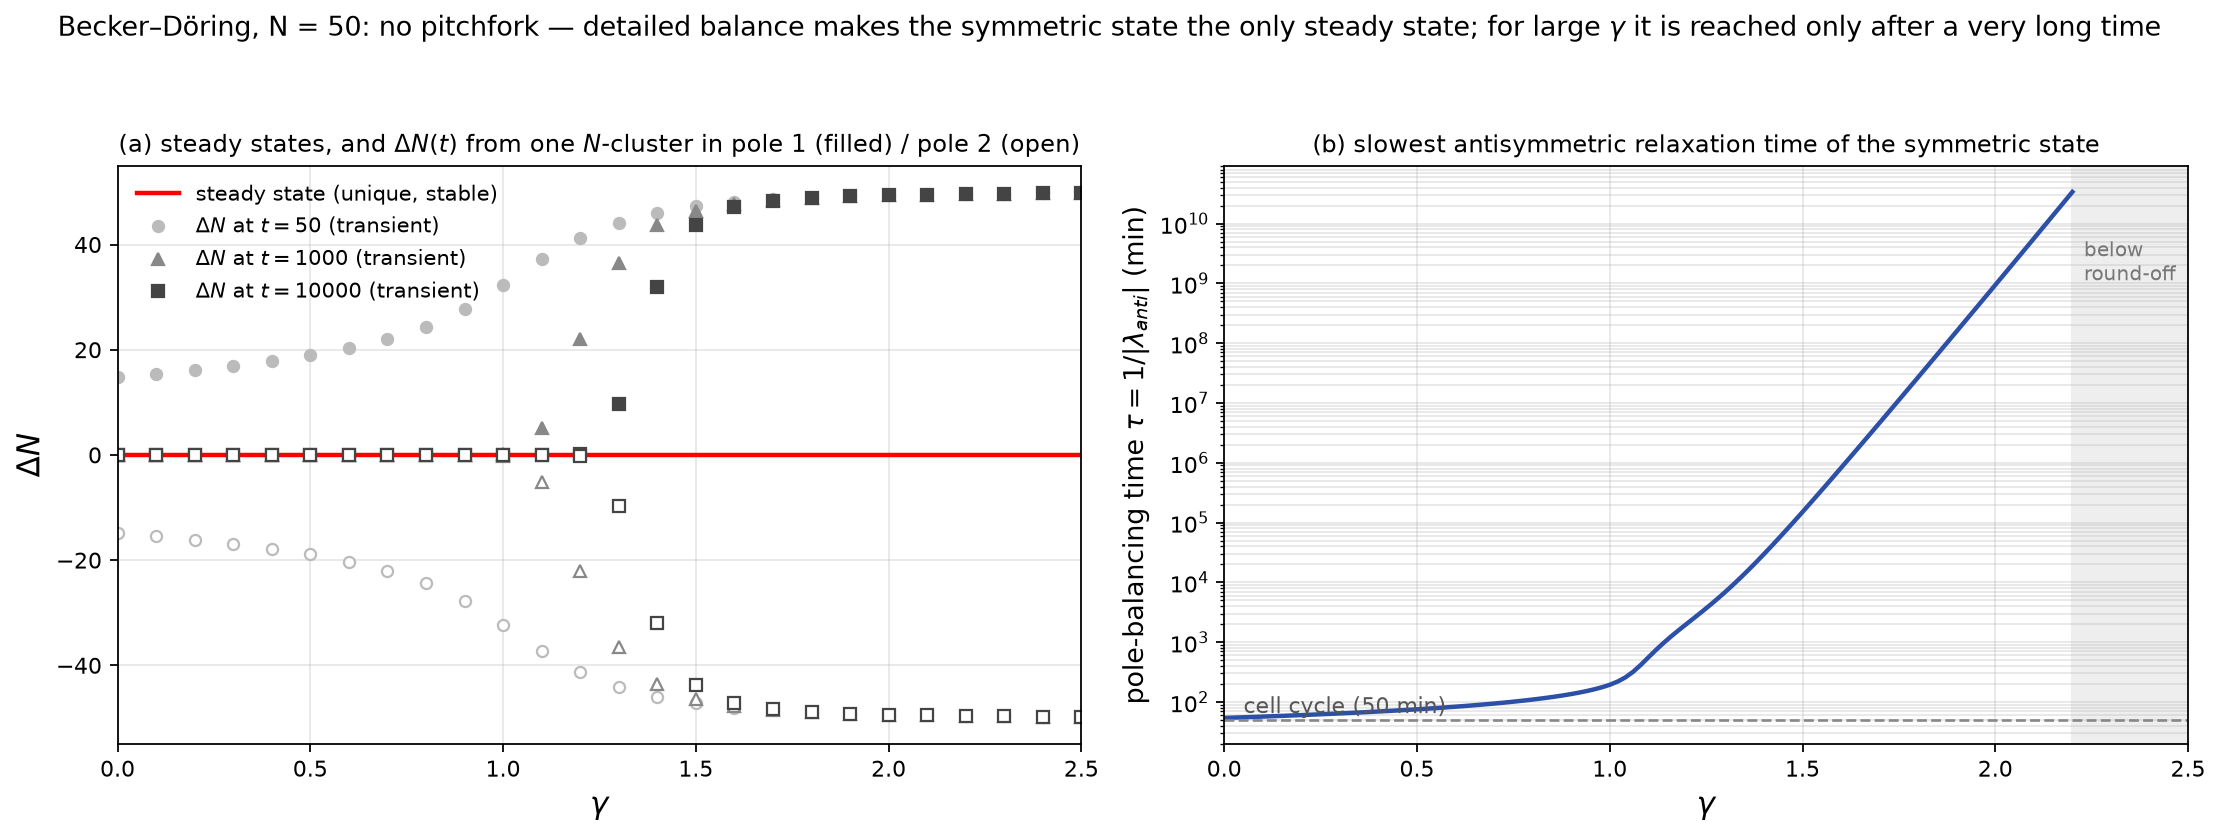 Becker–Döring, N = 50: no pitchfork — detailed balance makes the symmetric state the only steady state; for large γ it is reached only after a very long time
(a) steady states, and ΔN(t) from one N-cluster in pole 1 (filled) / pole 2 (open)
steady state (unique, stable)
ΔN at t = 50 (transient)
ΔN at t = 1000 (transient)
ΔN at t = 10000 (transient)
40
20
0
−20
−40
ΔN
0.0 0.5 1.0 1.5 2.0 2.5
γ
(b) slowest antisymmetric relaxation time of the symmetric state
pole-balancing time τ = 1/|λ_anti| (min)
10^10
10^9
10^8
10^7
10^6
10^5
10^4
10^3
10^2
below
round-off
cell cycle (50 min)
0.0 0.5 1.0 1.5 2.0 2.5
γ